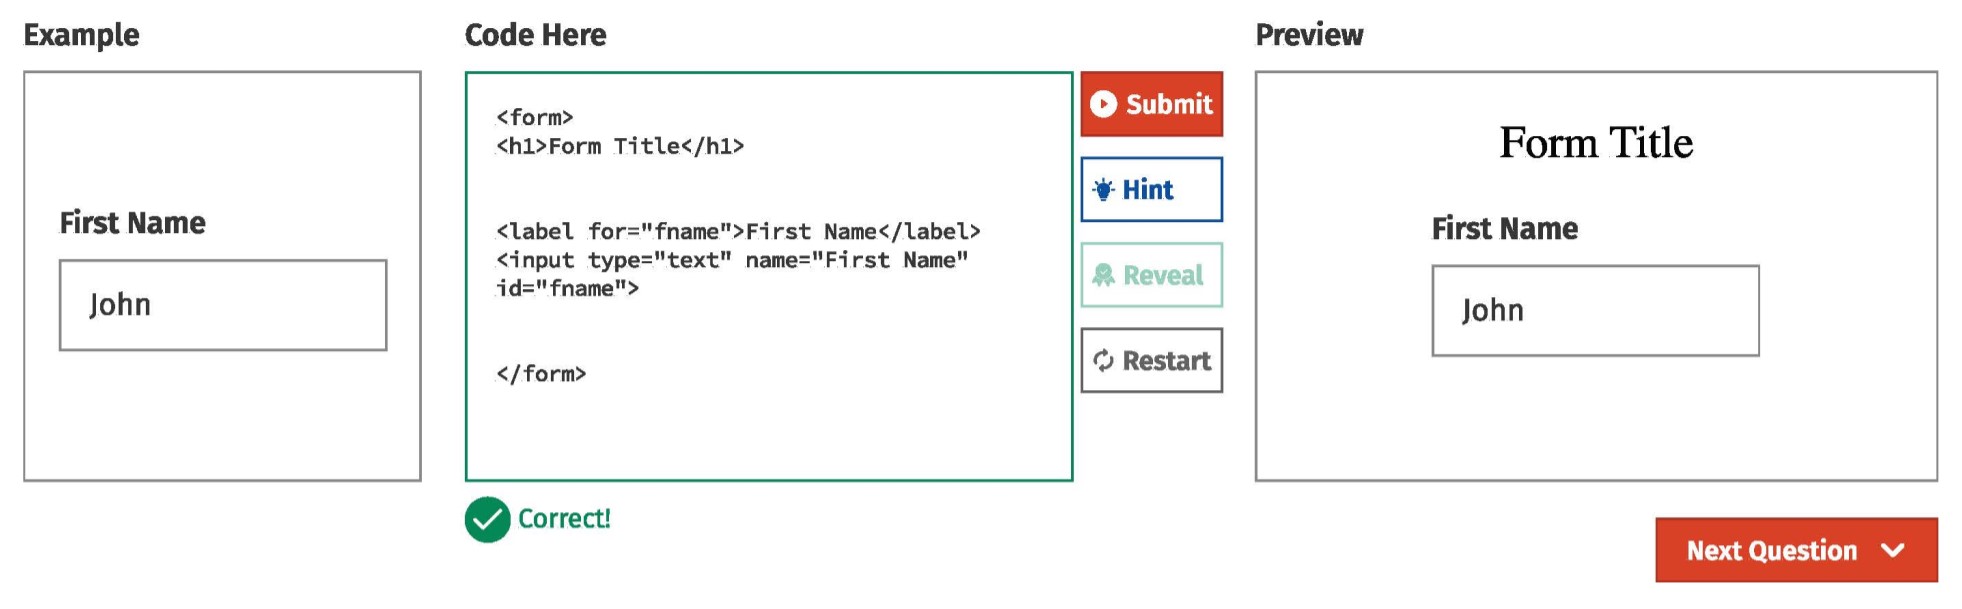 Example
First Name
John
Code Here
<form>
<h1>Form Title</h1>
<label for="fname">First Name</label>
<input type="text" name="First Name"
id="fname">
</form>
Correct!
Submit
Hint
Reveal
Restart
Preview
Form Title
First Name
John
Next Question